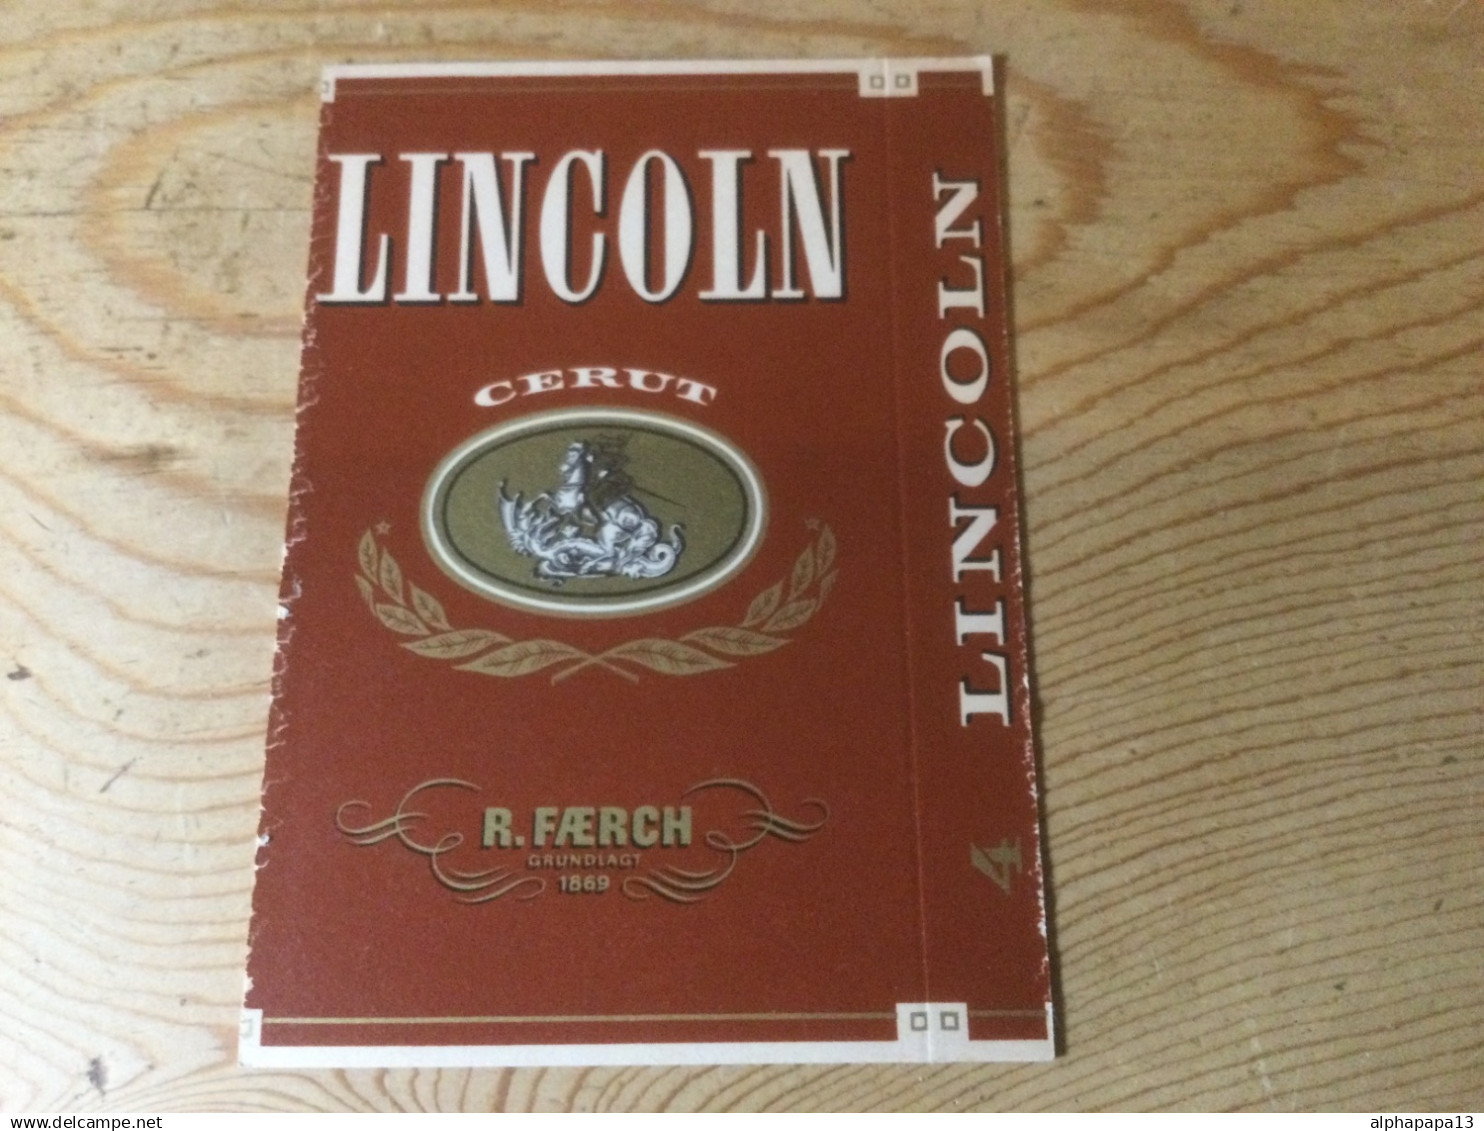 LINCOLN
CERUT
R. FÆRCH
GRUNDLAGT
1869
LINCOLN
4
www.delcampe.net
alphapapa13